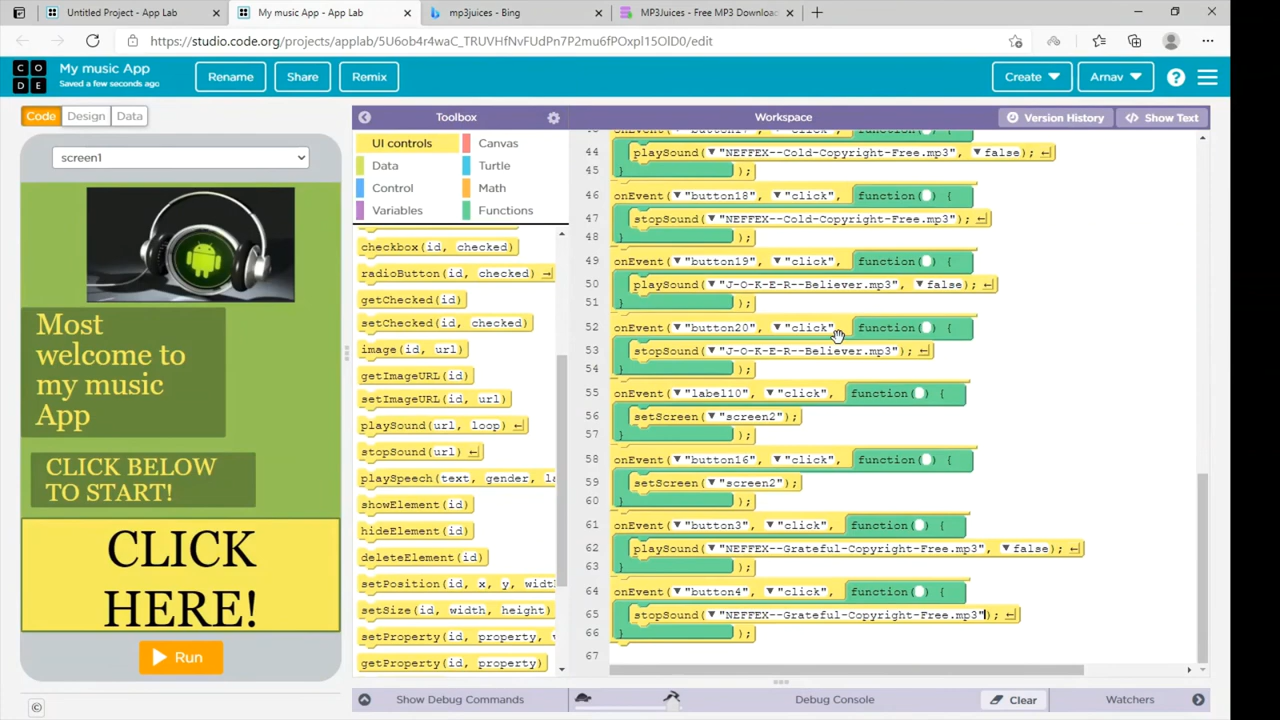 Untitled Project - App Lab
My music App - App Lab
mp3juices - Bing
MP3Juices - Free MP3 Downloa
https://studio.code.org/projects/applab/5U6ob4r4waC_TRUVHfNvFUdPn7P2mu6fPOxpl15OlD0/edit
C O
D E
My music App
Saved a few seconds ago
Rename
Share
Remix
Create
Arnav
?
Code
Design
Data
screen1
Most
welcome to
my music
App
CLICK BELOW
TO START!
CLICK
HERE!
Run
©
Toolbox
UI controls
Canvas
Data
Turtle
Control
Math
Variables
Functions
checkbox(id, checked)
radioButton(id, checked)
getChecked(id)
setChecked(id, checked)
image(id, url)
getImageURL(id)
setImageURL(id, url)
playSound(url, loop)
stopSound(url)
playSpeech(text, gender, la
showElement(id)
hideElement(id)
deleteElement(id)
setPosition(id, x, y, width
setSize(id, width, height)
setProperty(id, property,
getProperty(id, property)
Workspace
Version History
Show Text
44 playSound("NEFFEX--Cold-Copyright-Free.mp3", false);
45 } );
46 onEvent("button18", "click", function() {
47 stopSound("NEFFEX--Cold-Copyright-Free.mp3");
48 } );
49 onEvent("button19", "click", function() {
50 playSound("J-O-K-E-R--Believer.mp3", false);
51 } );
52 onEvent("button20", "click", function() {
53 stopSound("J-O-K-E-R--Believer.mp3");
54 } );
55 onEvent("label10", "click", function() {
56 setScreen("screen2");
57 } );
58 onEvent("button16", "click", function() {
59 setScreen("screen2");
60 } );
61 onEvent("button3", "click", function() {
62 playSound("NEFFEX--Grateful-Copyright-Free.mp3", false);
63 } );
64 onEvent("button4", "click", function() {
65 stopSound("NEFFEX--Grateful-Copyright-Free.mp3");
66 } );
67
Show Debug Commands
Debug Console
Clear
Watchers